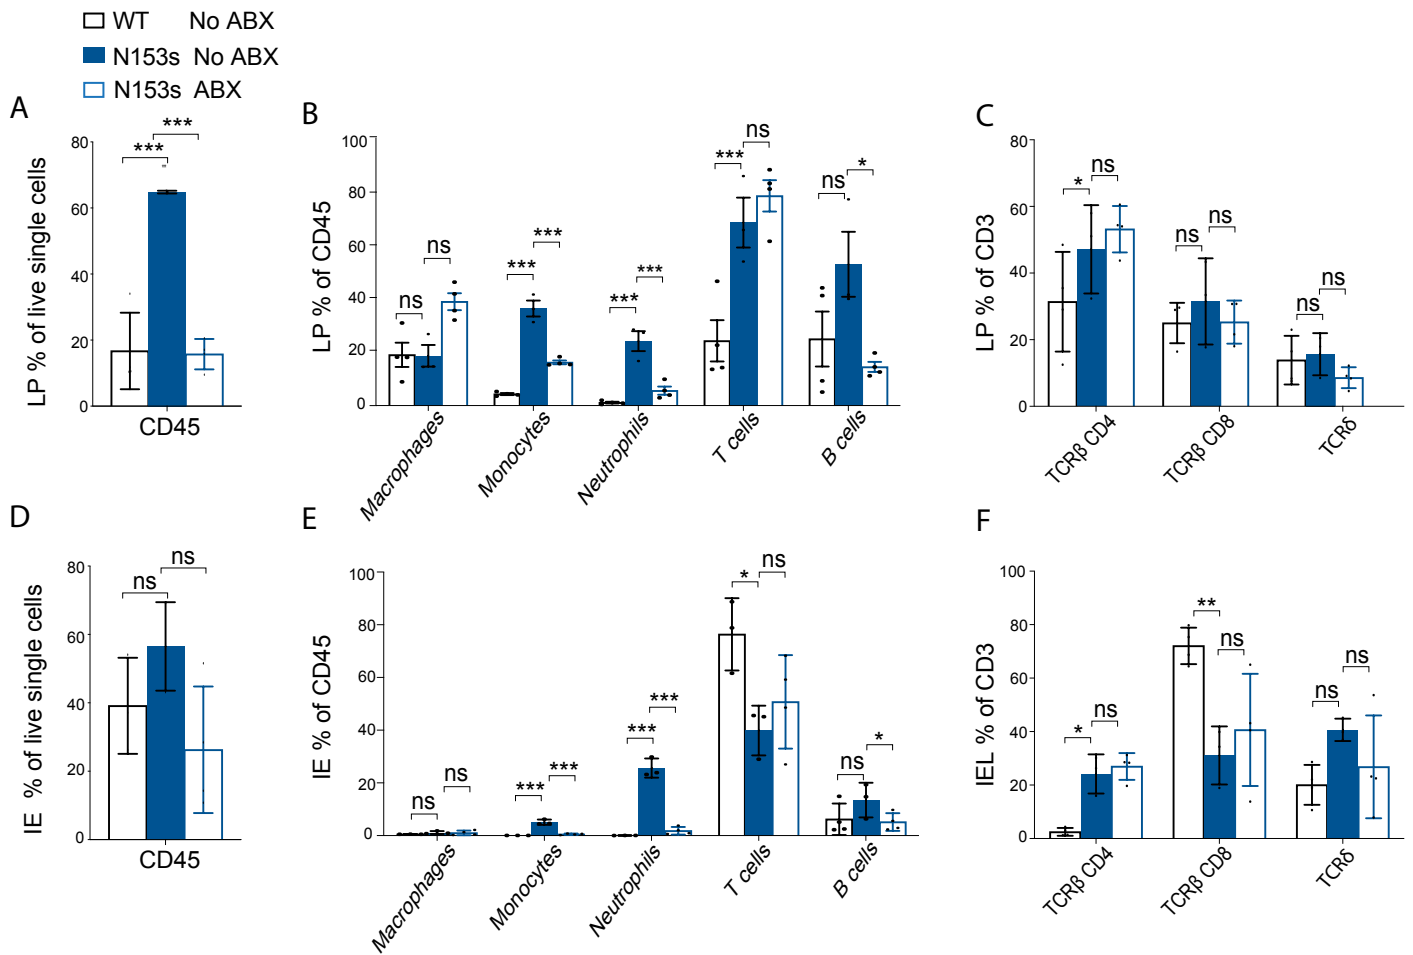 WT No ABX
N153s No ABX
N153s ABX
A
LP % of live single cells
80
60
40
20
0
***
***
CD45
B
LP % of CD45
100
80
60
40
20
0
ns
ns
***
***
***
***
***
ns
ns
*
Macrophages
Monocytes
Neutrophils
T cells
B cells
C
LP % of CD3
80
60
40
20
0
*
ns
ns
ns
ns
ns
TCRβ CD4
TCRβ CD8
TCRδ
D
IE % of live single cells
80
60
40
20
0
ns
ns
CD45
E
IE % of CD45
100
80
60
40
20
0
ns
ns
***
***
***
***
*
ns
ns
*
Macrophages
Monocytes
Neutrophils
T cells
B cells
F
IEL % of CD3
100
80
60
40
20
0
*
ns
**
ns
ns
ns
TCRβ CD4
TCRβ CD8
TCRδ